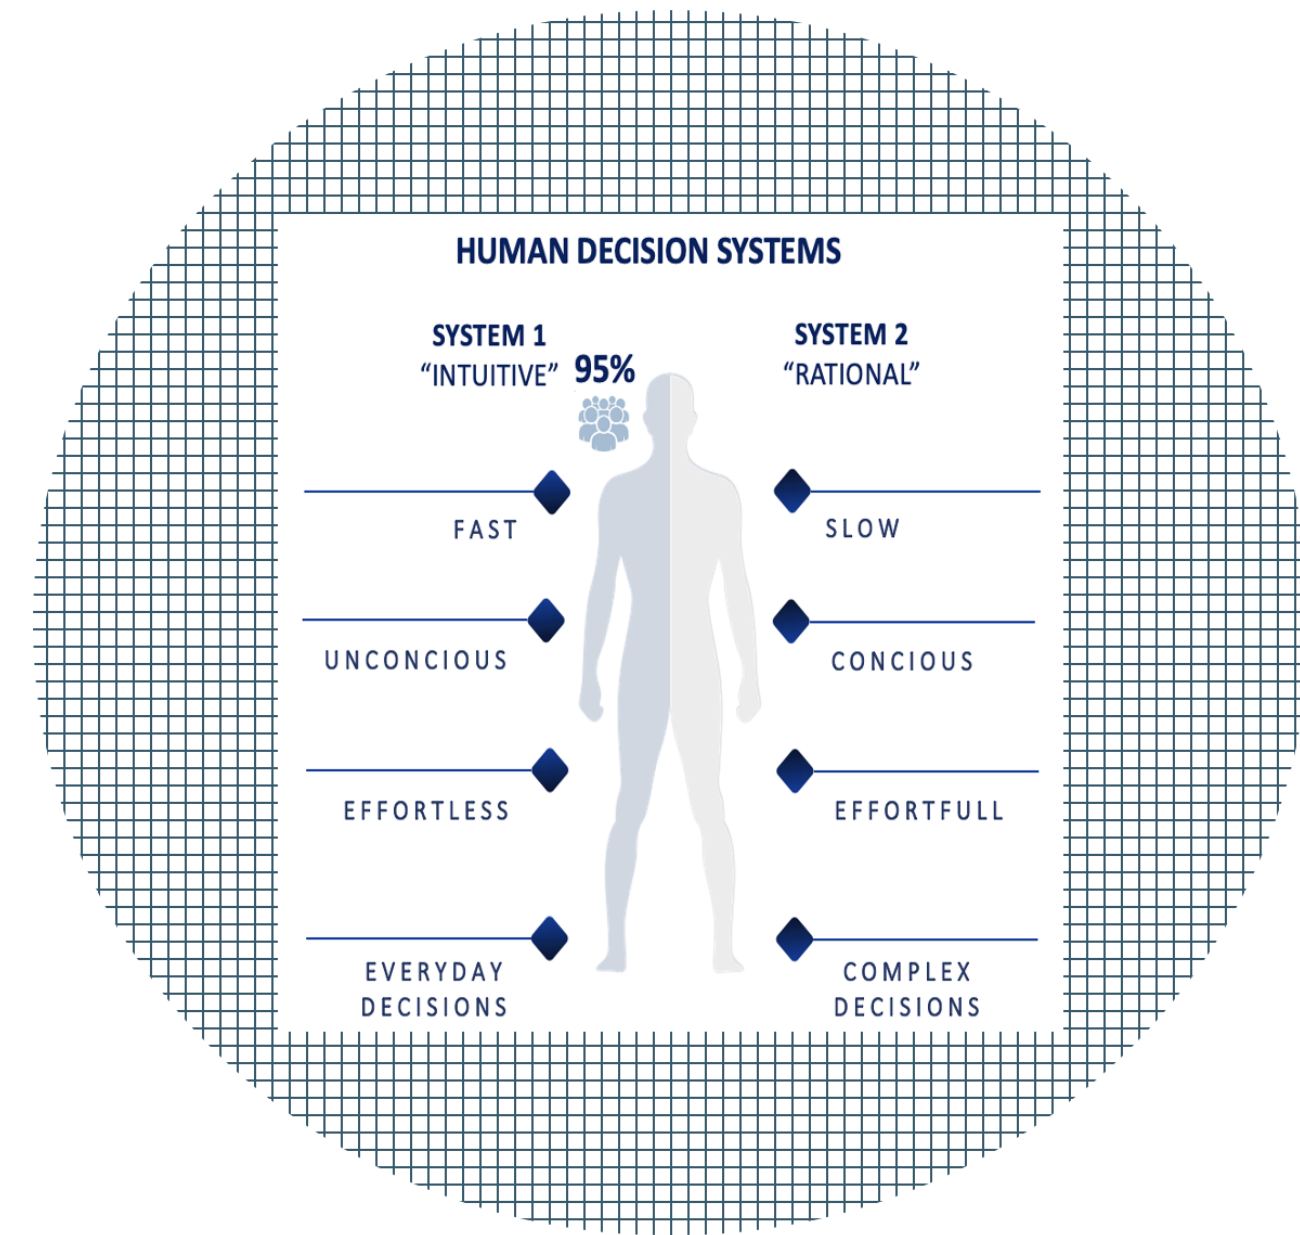 HUMAN DECISION SYSTEMS
SYSTEM 1
“INTUITIVE”
95%
SYSTEM 2
“RATIONAL”
FAST
SLOW
UNCONCIOUS
CONCIOUS
EFFORTLESS
EFFORTFULL
EVERYDAY
DECISIONS
COMPLEX
DECISIONS